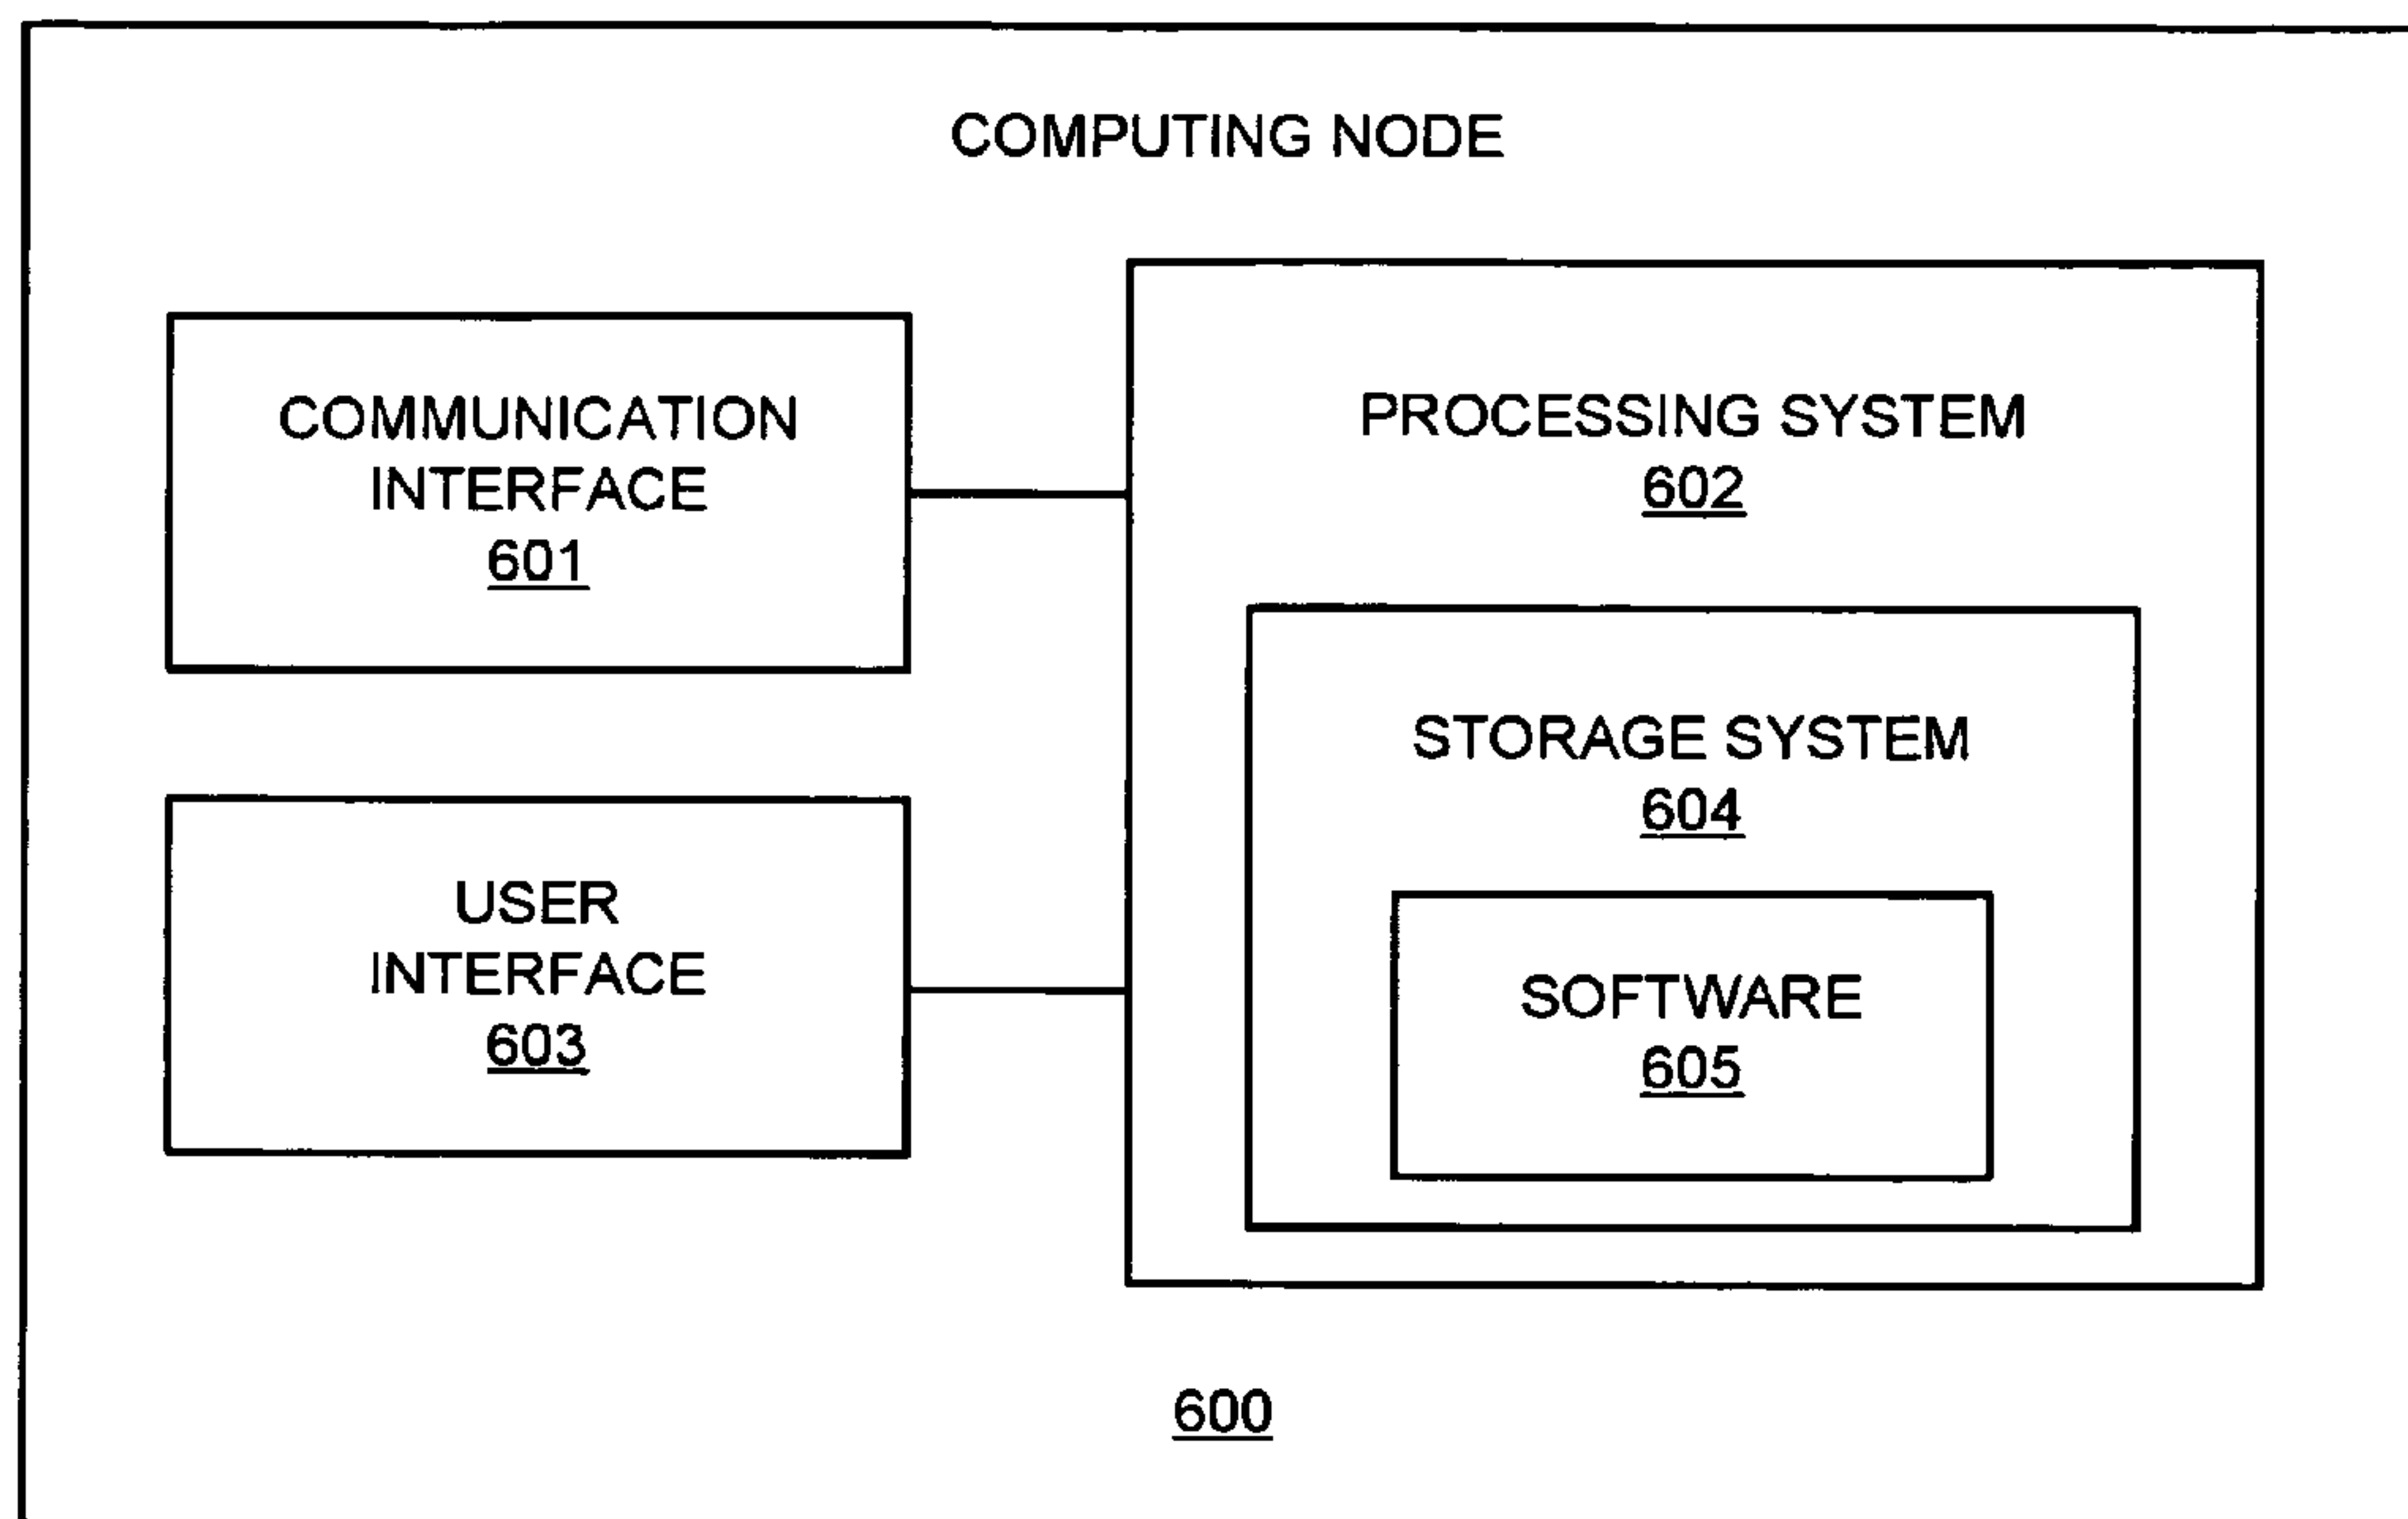 COMPUTING NODE
COMMUNICATION
INTERFACE
601
PROCESSING SYSTEM
602
STORAGE SYSTEM
604
USER
INTERFACE
603
SOFTWARE
605
600